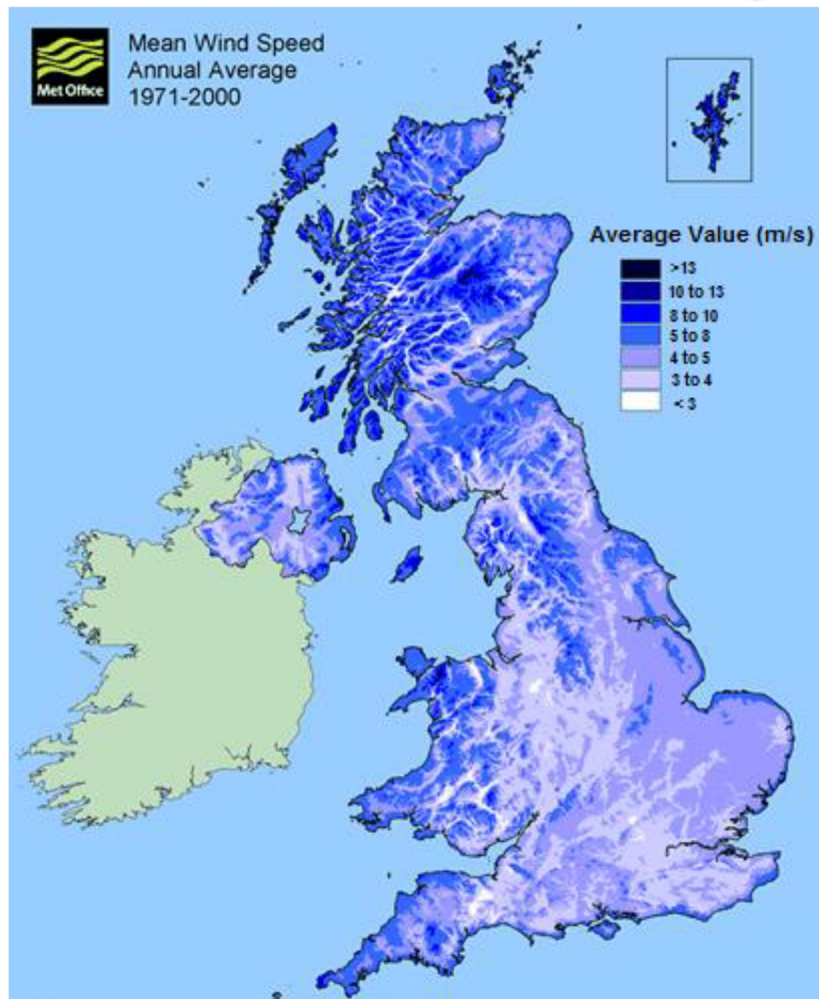 Met Office
Mean Wind Speed
Annual Average
1971-2000
Average Value (m/s)
>13
10 to 13
8 to 10
5 to 8
4 to 5
3 to 4
< 3